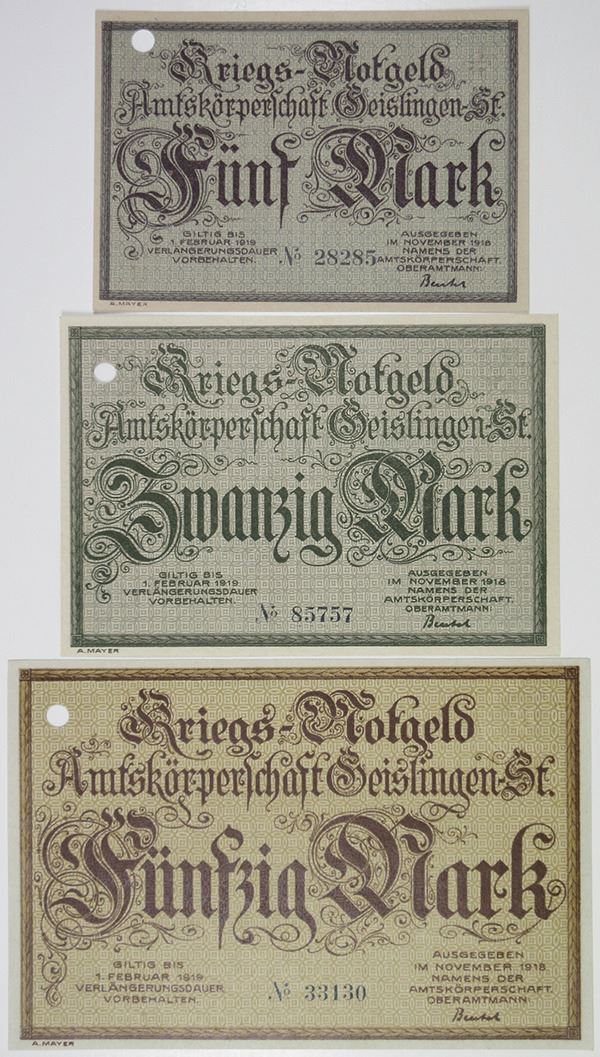 Kriegs-Notgeld
Amtskörperschaft Geislingen-St.
Fünf Mark
GILTIG BIS
1. FEBRUAR 1919
VERLÄNGERUNGSDAUER
VORBEHALTEN.
№ 28285
AUSGEGEBEN
IM NOVEMBER 1918
NAMENS DER
AMTSKÖRPERSCHAFT.
OBERAMTMANN:
A. MAYER
Kriegs-Notgeld
Amtskörperschaft Geislingen-St.
Zwanzig Mark
GILTIG BIS
1. FEBRUAR 1919
VERLÄNGERUNGSDAUER
VORBEHALTEN.
№ 85757
AUSGEGEBEN
IM NOVEMBER 1918
NAMENS DER
AMTSKÖRPERSCHAFT.
OBERAMTMANN:
A. MAYER
Kriegs-Notgeld
Amtskörperschaft Geislingen-St.
Fünfzig Mark
GILTIG BIS
1. FEBRUAR 1919
VERLÄNGERUNGSDAUER
VORBEHALTEN.
№ 33130
AUSGEGEBEN
IM NOVEMBER 1918
NAMENS DER
AMTSKÖRPERSCHAFT.
OBERAMTMANN:
A. MAYER